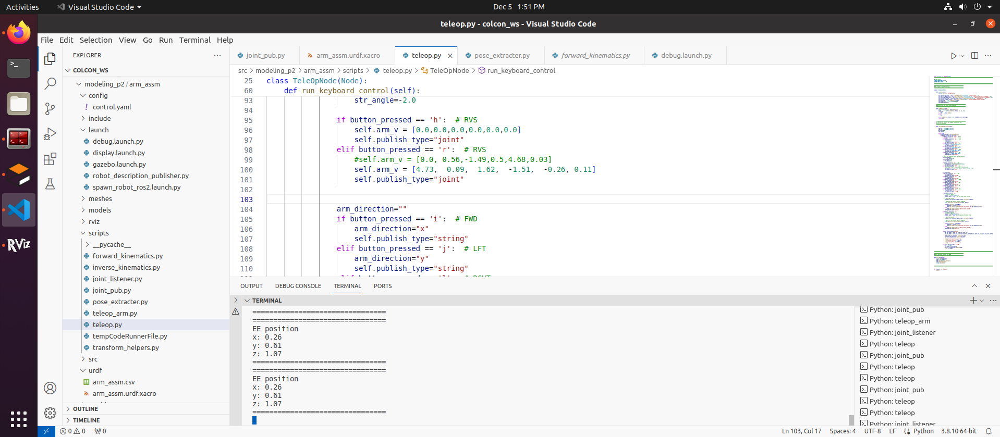 Activities
Visual Studio Code
Dec 5 1:51 PM
teleop.py - colcon_ws - Visual Studio Code
File Edit Selection View Go Run Terminal Help
EXPLORER
COLCON_WS
modeling_p2 / arm_assm
config
! control.yaml
include
launch
debug.launch.py
display.launch.py
gazebo.launch.py
robot_description_publisher.py
spawn_robot_ros2.launch.py
meshes
models
rviz
scripts
__pycache__
forward_kinematics.py
inverse_kinematics.py
joint_listener.py
joint_pub.py
pose_extracter.py
teleop_arm.py
teleop.py
tempCodeRunnerFile.py
transform_helpers.py
src
urdf
arm_assm.csv
arm_assm.urdf.xacro
OUTLINE
TIMELINE
RViz
joint_pub.py
arm_assm.urdf.xacro
teleop.py
pose_extracter.py
forward_kinematics.py
debug.launch.py
src > modeling_p2 > arm_assm > scripts > teleop.py > TeleOpNode > run_keyboard_control
25 class TeleOpNode(Node):
60 def run_keyboard_control(self):
93 str_angle=-2.0
94
95 if button_pressed == 'h':  # RVS
96 self.arm_v = [0.0,0.0,0.0,0.0,0.0,0.0]
97 self.publish_type="joint"
98 elif button_pressed == 'r':  # RVS
99 #self.arm_v = [0.0, 0.56,-1.49,0.5,4.68,0.03]
100 self.arm_v = [4.73,  0.09,  1.62,  -1.51,  -0.26, 0.11]
101 self.publish_type="joint"
102
103
104 arm_direction=""
105 if button_pressed == 'i':  # FWD
106 arm_direction="x"
107 self.publish_type="string"
108 elif button_pressed == 'j':  # LFT
109 arm_direction="y"
110 self.publish_type="string"
OUTPUT DEBUG CONSOLE TERMINAL PORTS
TERMINAL
================================
================================
EE position
x: 0.26
y: 0.61
z: 1.07
================================
================================
EE position
x: 0.26
y: 0.61
z: 1.07
================================
Python: joint_pub
Python: teleop_arm
Python: joint_listener
Python: teleop
Python: joint_pub
Python: teleop
Python: teleop
Python: joint_pub
Python: teleop
Python: teleop
Python: joint_listener
0 0 0
Ln 103, Col 17 Spaces: 4 UTF-8 LF Python 3.8.10 64-bit